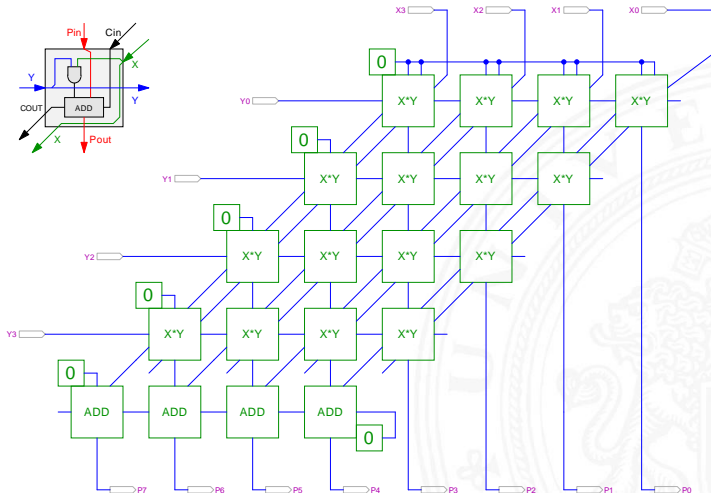 X3 X2 X1 X0
Pin Cin
X
Y Y
COUT ADD
X Pout
0
Y0 X*Y X*Y X*Y X*Y
0
Y1 X*Y X*Y X*Y X*Y
0
Y2 X*Y X*Y X*Y X*Y
0
Y3 X*Y X*Y X*Y X*Y
0
ADD ADD ADD ADD
0
P7 P6 P5 P4 P3 P2 P1 P0